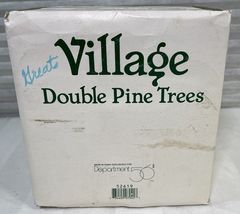 Great
Village
Double Pine Trees
Department 56
52619